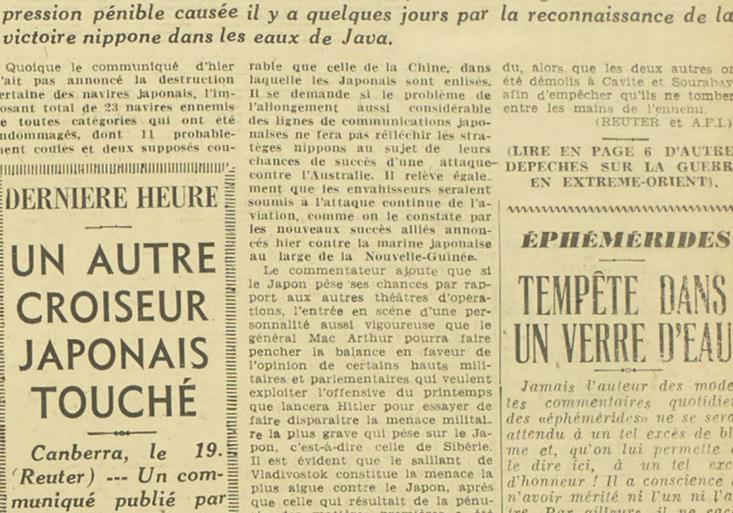 pression pénible causée il y a quelques jours par la reconnaissance de la
victoire nippone dans les eaux de Java.
Quoique le communiqué d'hier
'ait pas annoncé la destruction
ertaine des navires japonais, l'im-
osant total de 23 navires ennemis
e toutes catégories qui ont été
ndommagés, dont 11 probable-
ent coulés et deux supposés cou-
DERNIERE HEURE
UN AUTRE
CROISEUR
JAPONAIS
TOUCHÉ
Canberra, le 19.
(Reuter) --- Un com-
muniqué publié par
rable que celle de la Chine, dans
laquelle les Japonais sont enlisés.
Il se demande si le problème de
l'allongement aussi considérable
des lignes de communications japo-
naises ne fera pas réfléchir les stra-
tèges nippons au sujet de leurs
chances de succès d'une attaque
contre l'Australie. Il relève égale-
ment que les envahisseurs seraient
soumis à l'attaque continue de l'a-
viation, comme on le constate par
les nouveaux succès alliés annon-
cés hier contre la marine japonaise
au large de la Nouvelle-Guinée.
Le commentateur ajoute que si
le Japon pèse ses chances par rap-
port aux autres théâtres d'opéra-
tions, l'entrée en scène d'une per-
sonnalité aussi vigoureuse que le
général Mac Arthur pourra faire
pencher la balance en faveur de
l'opinion de certains hauts mili-
taires et parlementaires qui veulent
exploiter l'offensive du printemps
que lancera Hitler pour essayer de
faire disparaître la menace militai.
re la plus grave qui pèse sur le Ja-
pon, c'est-à-dire celle de Sibérie.
Il est évident que le saillant de
Vladivostok constitue la menace la
plus aigue contre le Japon, après
que celle qui résultait de la pénu-
du, alors que les deux autres on
été démolis à Cavite et Sourabay
afin d'empêcher qu'ils ne tomber
entre les mains de l'ennemi.
(REUTER et A.F.I.)
(LIRE EN PAGE 6 D'AUTRE
DEPECHES SUR LA GUERR
EN EXTREME-ORIENT).
ÉPHÉMÉRIDES
TEMPÊTE DANS
UN VERRE D'EAU
Jamais l'auteur des mode
tes commentaires quotidien
des «éphémérides» ne se sera
attendu à un tel excès de bl
me et, qu'on lui permette d
le dire ici, à un tel exc
d'honneur ! Il a conscience d
n'avoir mérité ni l'un ni l'a